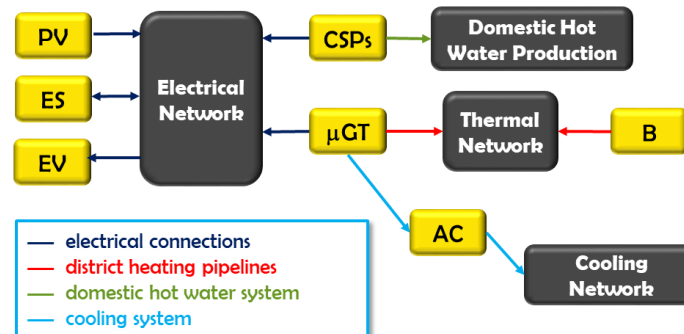 PV
CSPs
Domestic Hot
Water Production
ES
Electrical
Network
EV
μGT
Thermal
Network
B
AC
Cooling
Network
electrical connections
district heating pipelines
domestic hot water system
cooling system